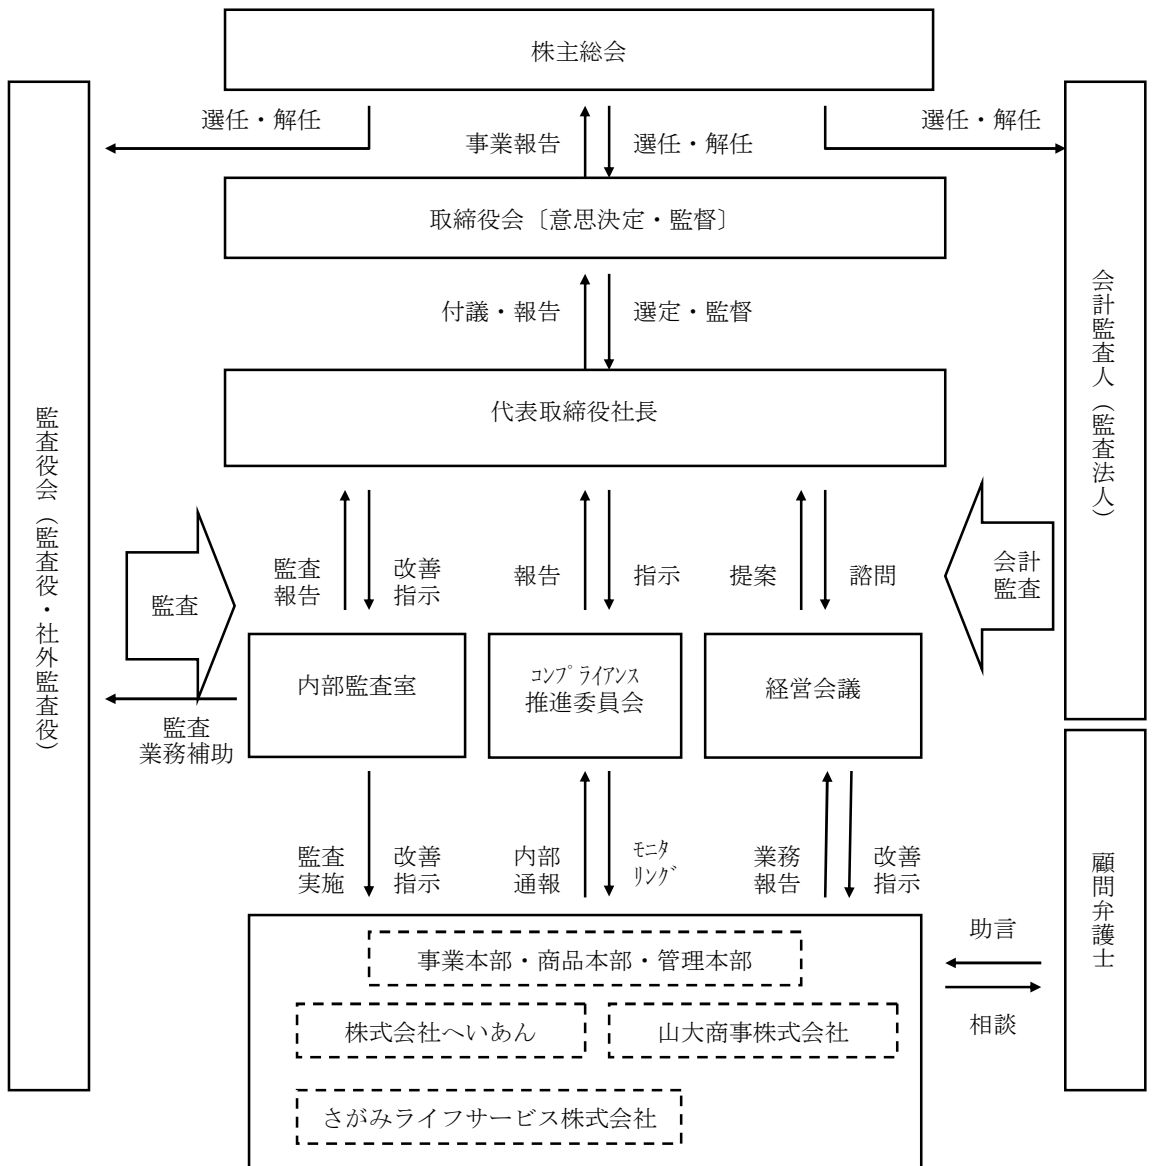 株主総会
選任・解任
事業報告
選任・解任
選任・解任
取締役会〔意思決定・監督〕
付議・報告
選定・監督
代表取締役社長
監査役会（監査役・社外監査役）
会計監査人（監査法人）
監査
監査
報告
改善
指示
報告
指示
提案
諮問
会計
監査
内部監査室
ｺﾝﾌﾟﾗｲｱﾝｽ
推進委員会
経営会議
監査
業務補助
監査
実施
改善
指示
内部
通報
ﾓﾆﾀ
ﾘﾝｸﾞ
業務
報告
改善
指示
顧問弁護士
助言
相談
事業本部・商品本部・管理本部
株式会社へいあん
山大商事株式会社
さがみライフサービス株式会社